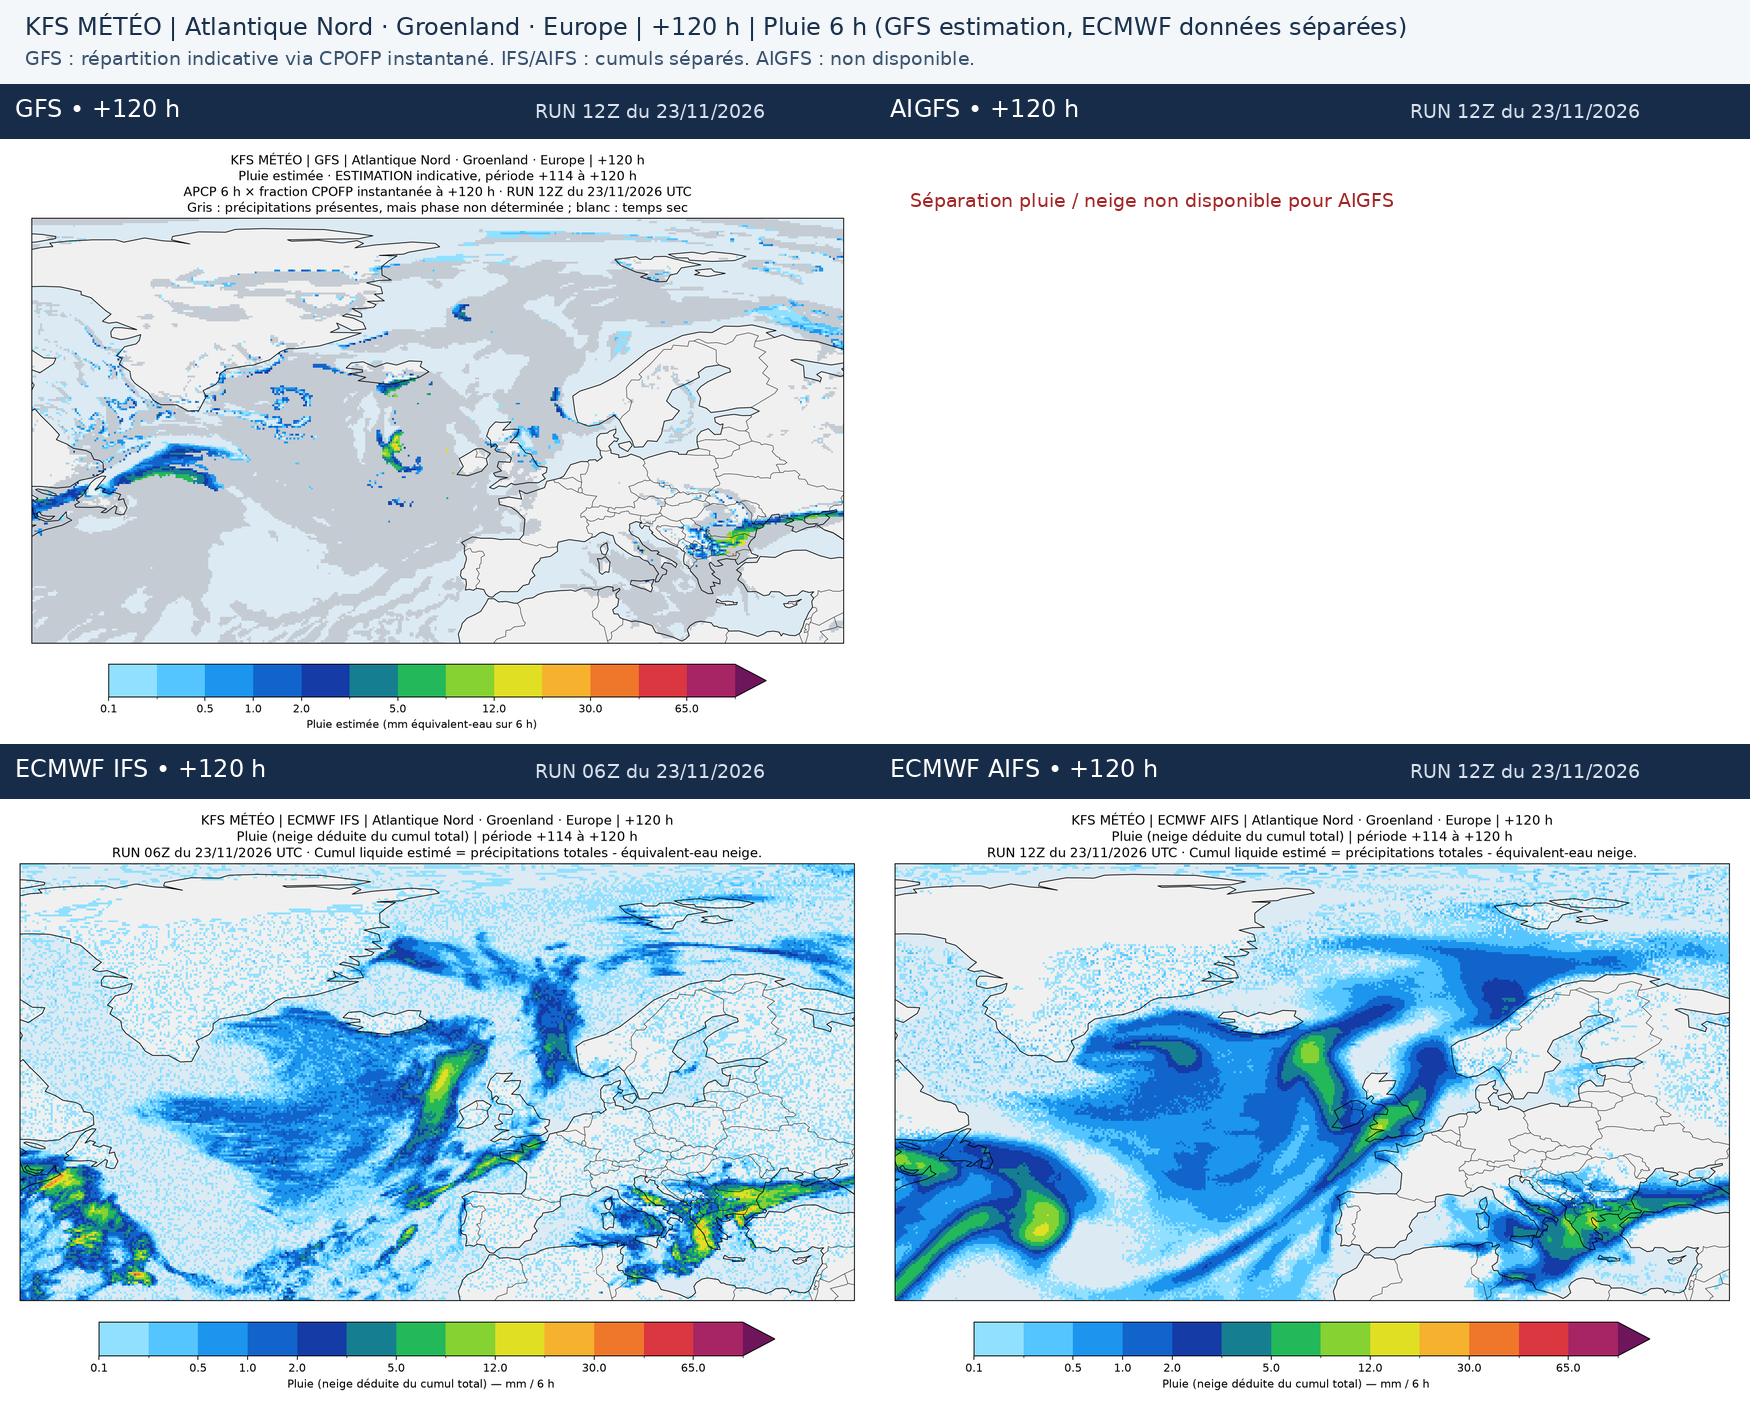 KFS MÉTÉO | Atlantique Nord · Groenland · Europe | +120 h | Pluie 6 h (GFS estimation, ECMWF données séparées)
GFS : répartition indicative via CPOFP instantané. IFS/AIFS : cumuls séparés. AIGFS : non disponible.
GFS • +120 h
RUN 12Z du 23/11/2026
AIGFS • +120 h
RUN 12Z du 23/11/2026
KFS MÉTÉO | GFS | Atlantique Nord · Groenland · Europe | +120 h
Pluie estimée · ESTIMATION indicative, période +114 à +120 h
APCP 6 h × fraction CPOFP instantanée à +120 h · RUN 12Z du 23/11/2026 UTC
Gris : précipitations présentes, mais phase non déterminée ; blanc : temps sec
Séparation pluie / neige non disponible pour AIGFS
0.1 0.5 1.0 2.0 5.0 12.0 30.0 65.0
Pluie estimée (mm équivalent-eau sur 6 h)
ECMWF IFS • +120 h
RUN 06Z du 23/11/2026
ECMWF AIFS • +120 h
RUN 12Z du 23/11/2026
KFS MÉTÉO | ECMWF IFS | Atlantique Nord · Groenland · Europe | +120 h
Pluie (neige déduite du cumul total) | période +114 à +120 h
RUN 06Z du 23/11/2026 UTC · Cumul liquide estimé = précipitations totales - équivalent-eau neige.
0.1 0.5 1.0 2.0 5.0 12.0 30.0 65.0
Pluie (neige déduite du cumul total) — mm / 6 h
KFS MÉTÉO | ECMWF AIFS | Atlantique Nord · Groenland · Europe | +120 h
Pluie (neige déduite du cumul total) | période +114 à +120 h
RUN 12Z du 23/11/2026 UTC · Cumul liquide estimé = précipitations totales - équivalent-eau neige.
0.1 0.5 1.0 2.0 5.0 12.0 30.0 65.0
Pluie (neige déduite du cumul total) — mm / 6 h